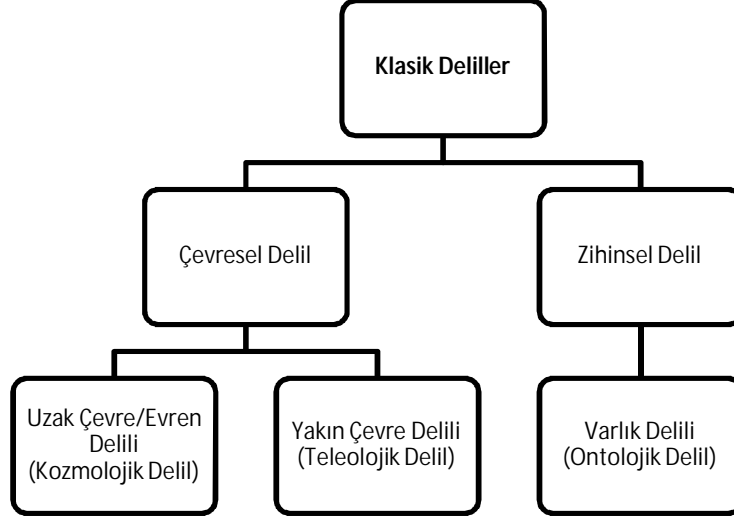 Klasik Deliller
Çevresel Delil
Zihinsel Delil
Uzak Çevre/Evren
Delili
(Kozmolojik Delil)
Yakın Çevre Delili
(Teleolojik Delil)
Varlık Delili
(Ontolojik Delil)